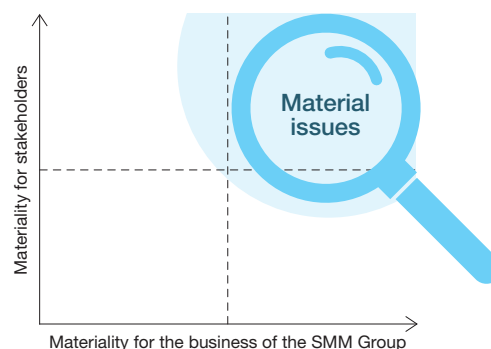 Materiality for stakeholders
Material
issues
Materiality for the business of the SMM Group